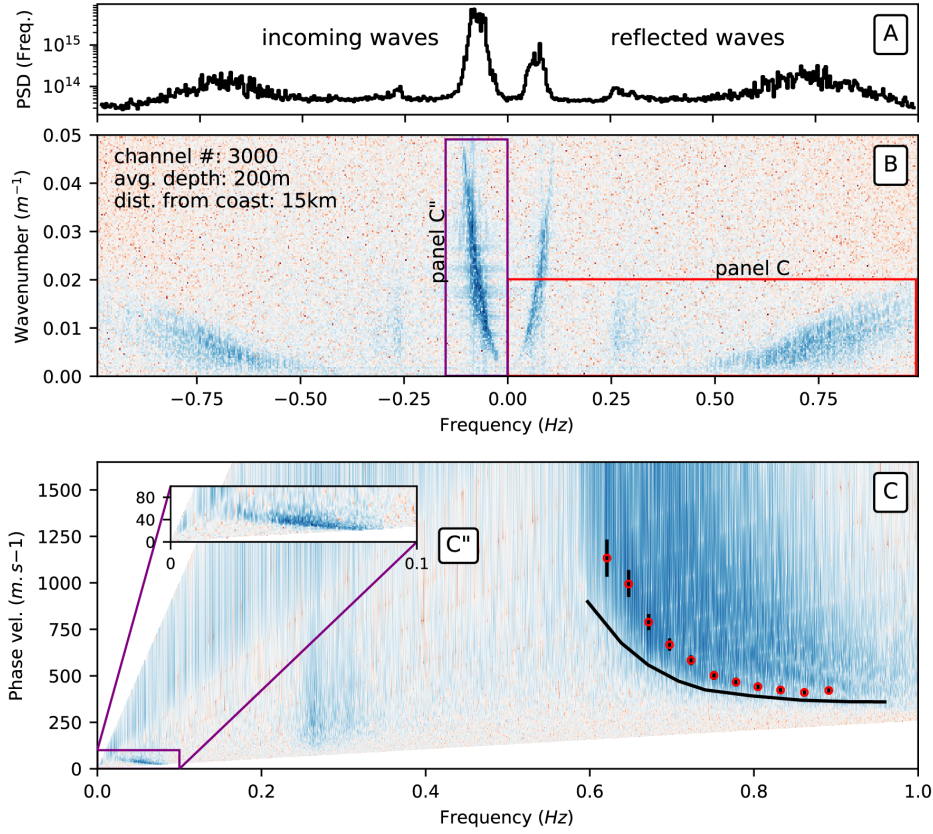 PSD (Freq.)
10¹⁵
10¹⁴
incoming waves
reflected waves
A
Wavenumber (m⁻¹)
0.05
0.04
0.03
0.02
0.01
0.00
channel #: 3000
avg. depth: 200m
dist. from coast: 15km
panel C"
panel C
B
−0.75
−0.50
−0.25
0.00
0.25
0.50
0.75
Frequency (Hz)
Phase vel. (m. s−1)
1500
1250
1000
750
500
250
0
80
40
0
0
0.1
C"
C
0.0
0.2
0.4
0.6
0.8
1.0
Frequency (Hz)